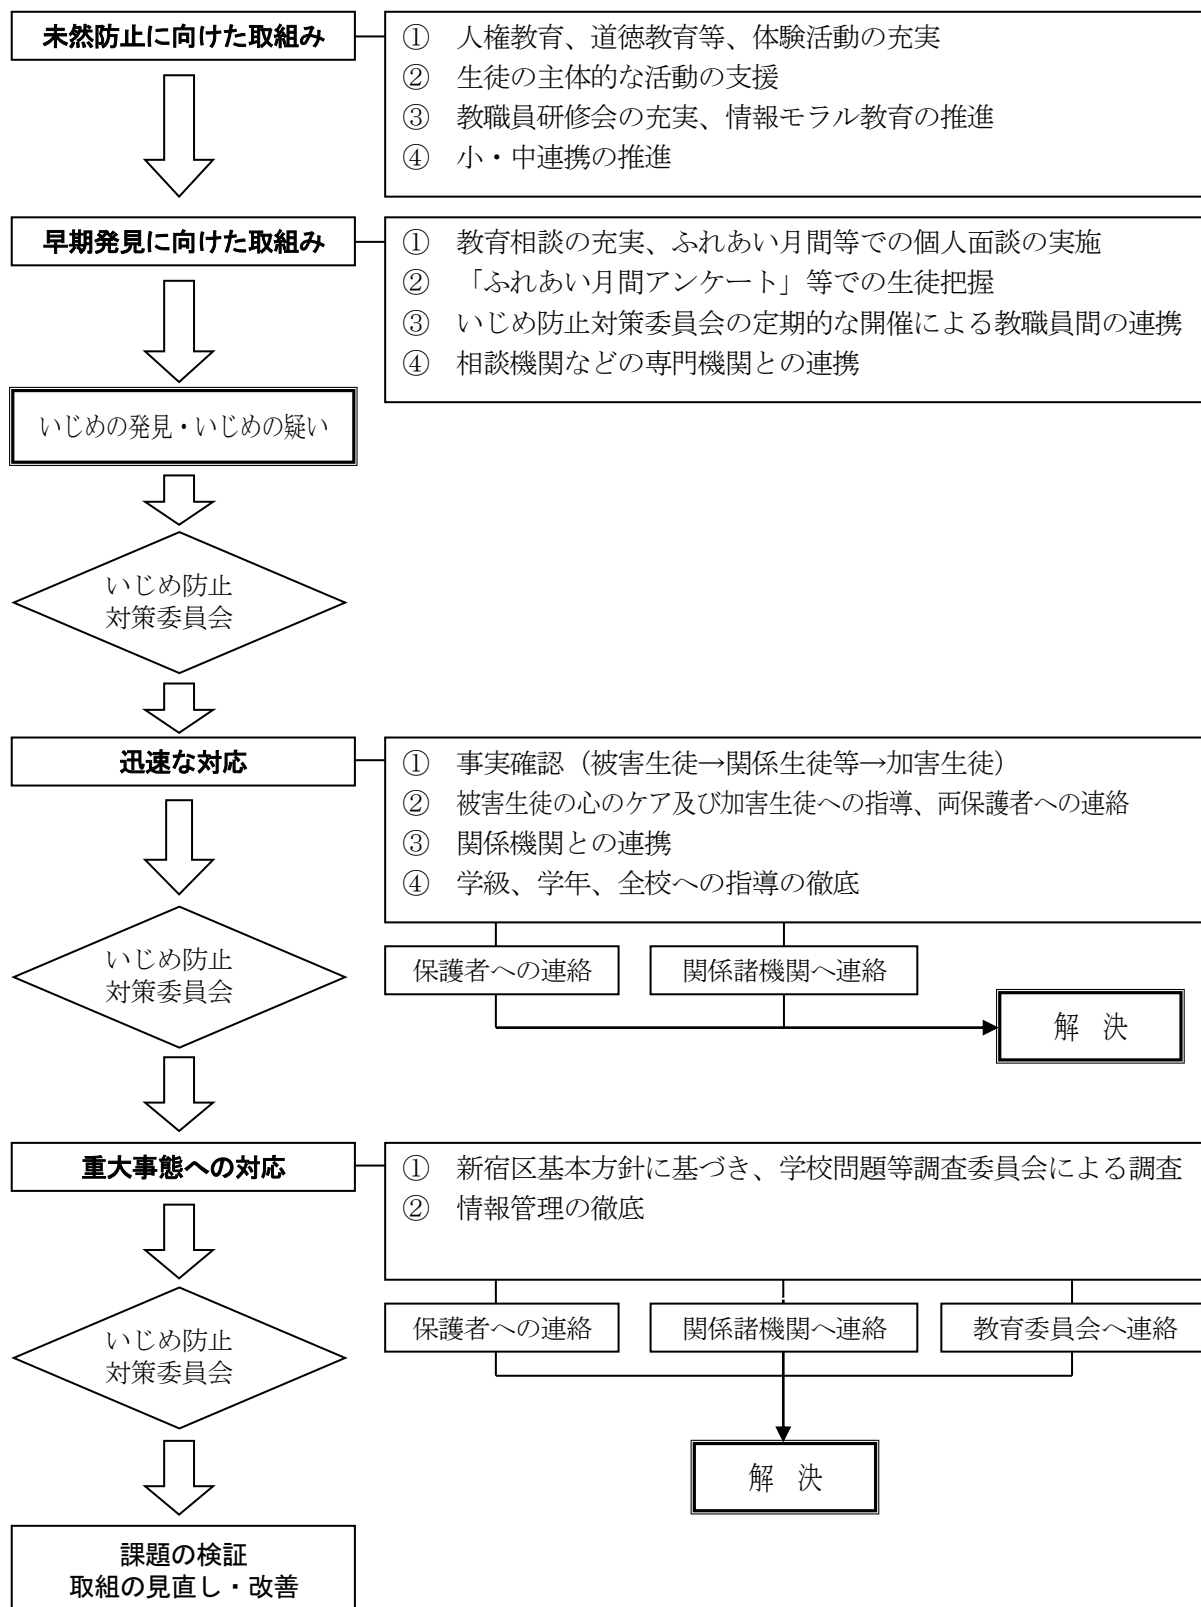 未然防止に向けた取組み
① 人権教育、道徳教育等、体験活動の充実
② 生徒の主体的な活動の支援
③ 教職員研修会の充実、情報モラル教育の推進
④ 小・中連携の推進
早期発見に向けた取組み
① 教育相談の充実、ふれあい月間等での個人面談の実施
② 「ふれあい月間アンケート」等での生徒把握
③ いじめ防止対策委員会の定期的な開催による教職員間の連携
④ 相談機関などの専門機関との連携
いじめの発見・いじめの疑い
いじめ防止
対策委員会
迅速な対応
① 事実確認（被害生徒→関係生徒等→加害生徒）
② 被害生徒の心のケア及び加害生徒への指導、両保護者への連絡
③ 関係機関との連携
④ 学級、学年、全校への指導の徹底
いじめ防止
対策委員会
保護者への連絡
関係諸機関へ連絡
解 決
重大事態への対応
① 新宿区基本方針に基づき、学校問題等調査委員会による調査
② 情報管理の徹底
いじめ防止
対策委員会
保護者への連絡
関係諸機関へ連絡
教育委員会へ連絡
解 決
課題の検証
取組の見直し・改善